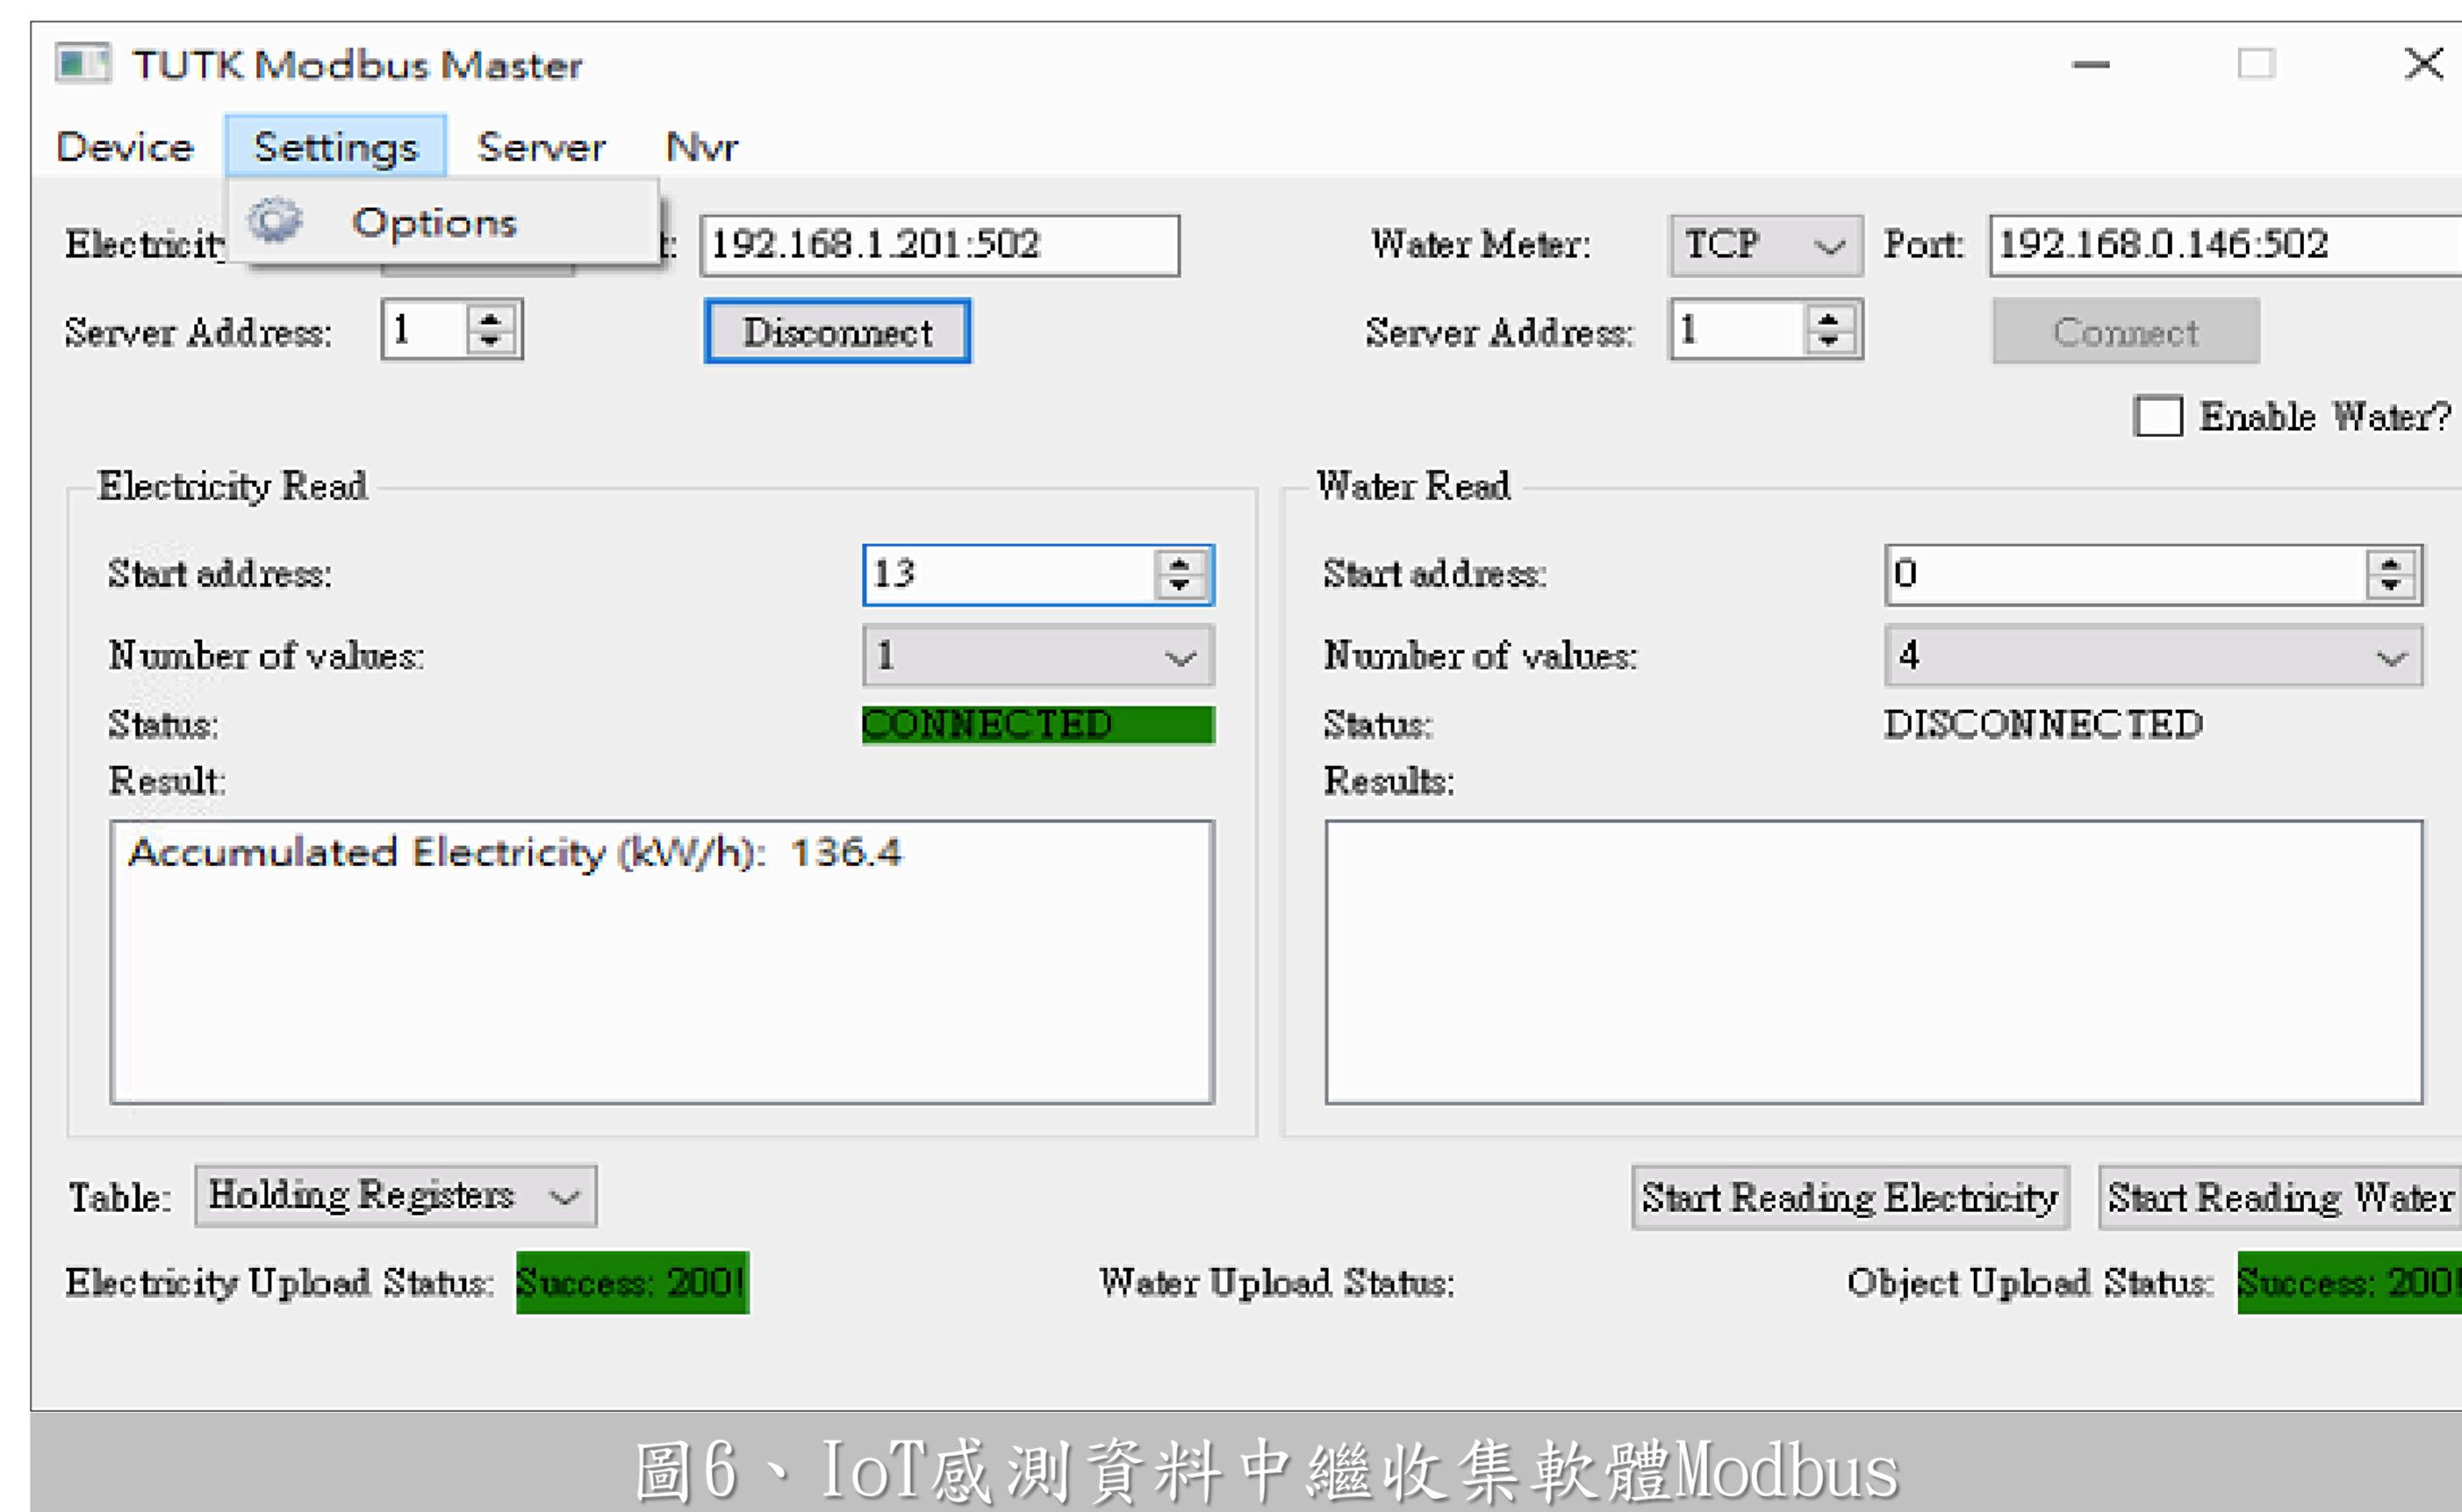 TUTK Modbus Master
Device Settings Server Nvr
Options
Electricity t: 192.168.1.201:502 Water Meter: TCP Port: 192.168.0.146:502
Server Address: 1 Disconnect Server Address: 1 Connect
Enable Water?
Electricity Read Water Read
Start address: 13 Start address: 0
Number of values: 1 Number of values: 4
Status: CONNECTED Status: DISCONNECTED
Result: Results:
Accumulated Electricity (kW/h): 136.4
Table: Holding Registers Start Reading Electricity Start Reading Water
Electricity Upload Status: Success: 200! Water Upload Status: Object Upload Status: Success: 200!
圖6、IoT感測資料中繼收集軟體Modbus